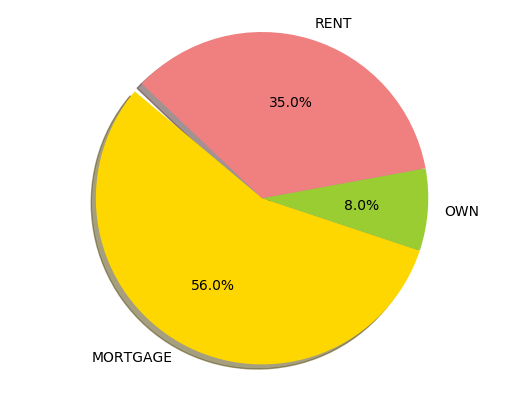 RENT
35.0%
8.0%
OWN
56.0%
MORTGAGE